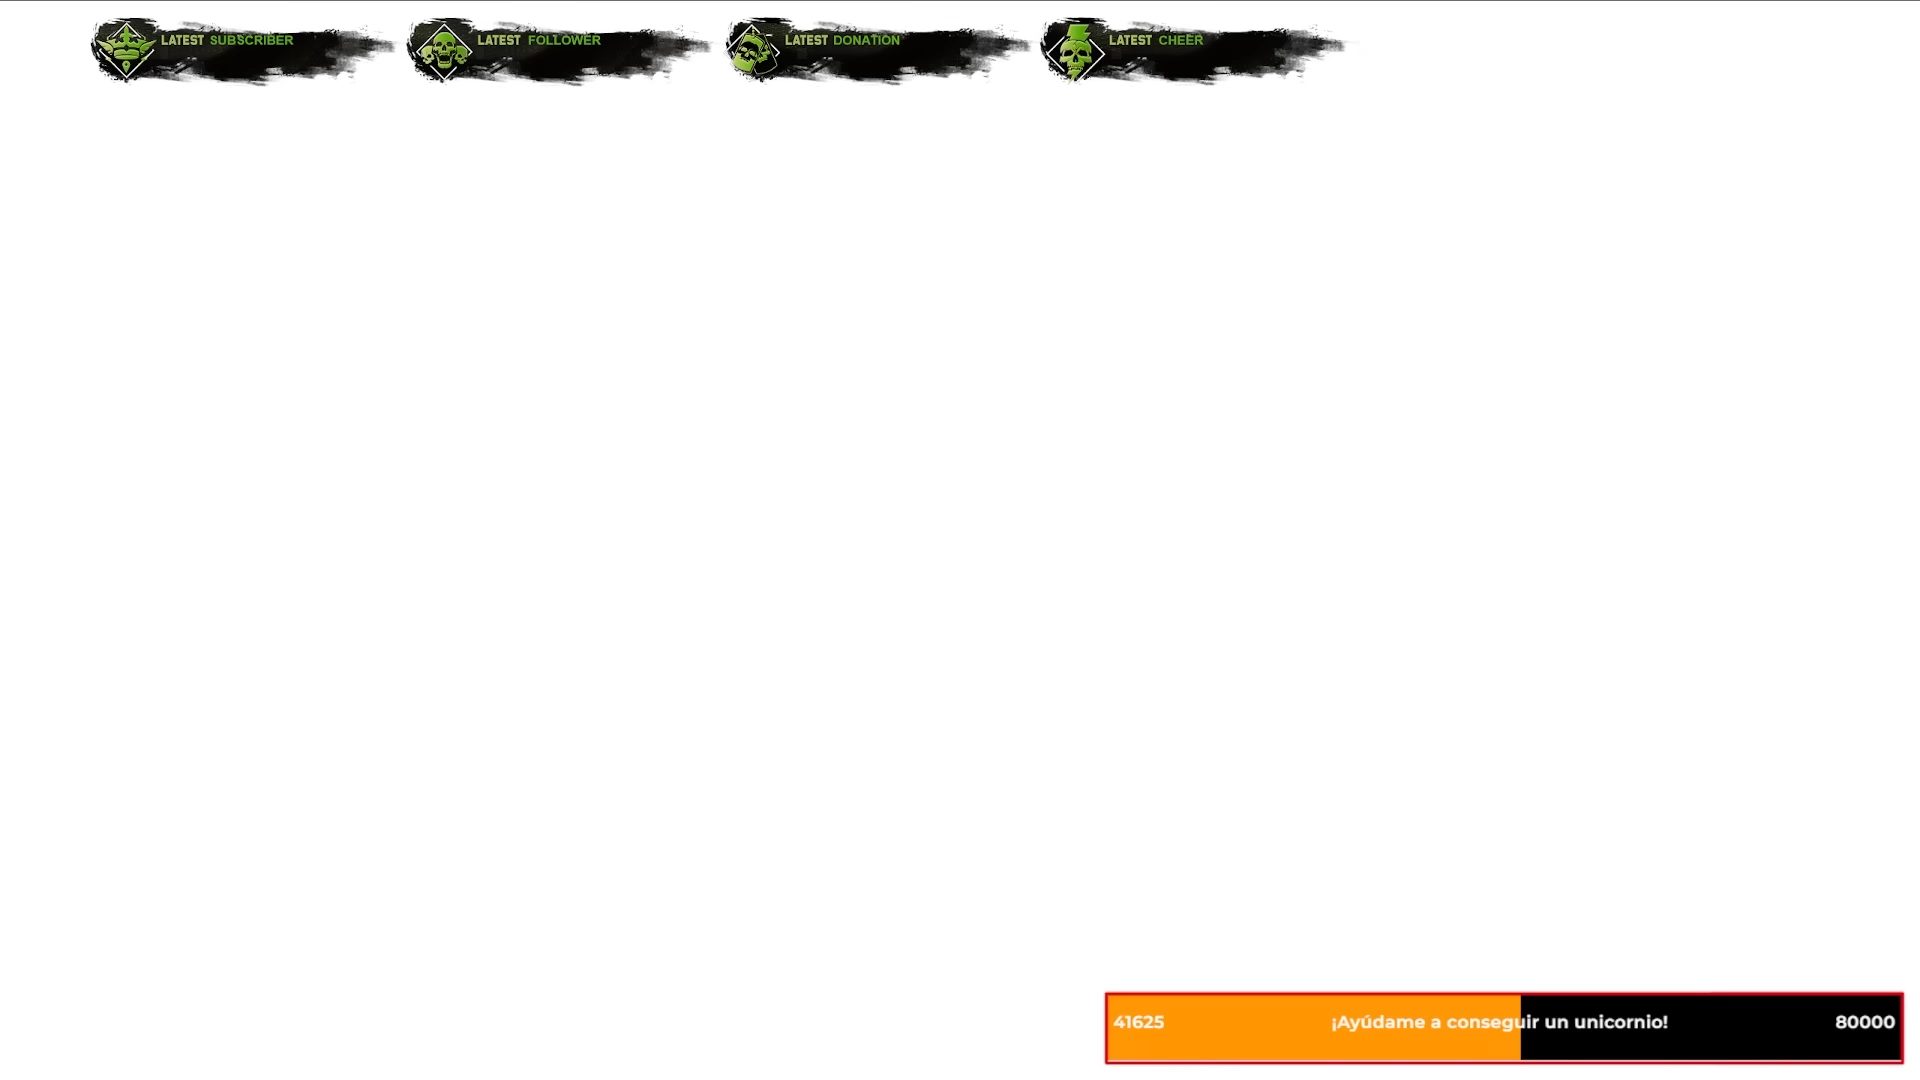 LATEST SUBSCRIBER
LATEST FOLLOWER
LATEST DONATION
LATEST CHEER
41625 ¡Ayúdame a conseguir un unicornio! 80000